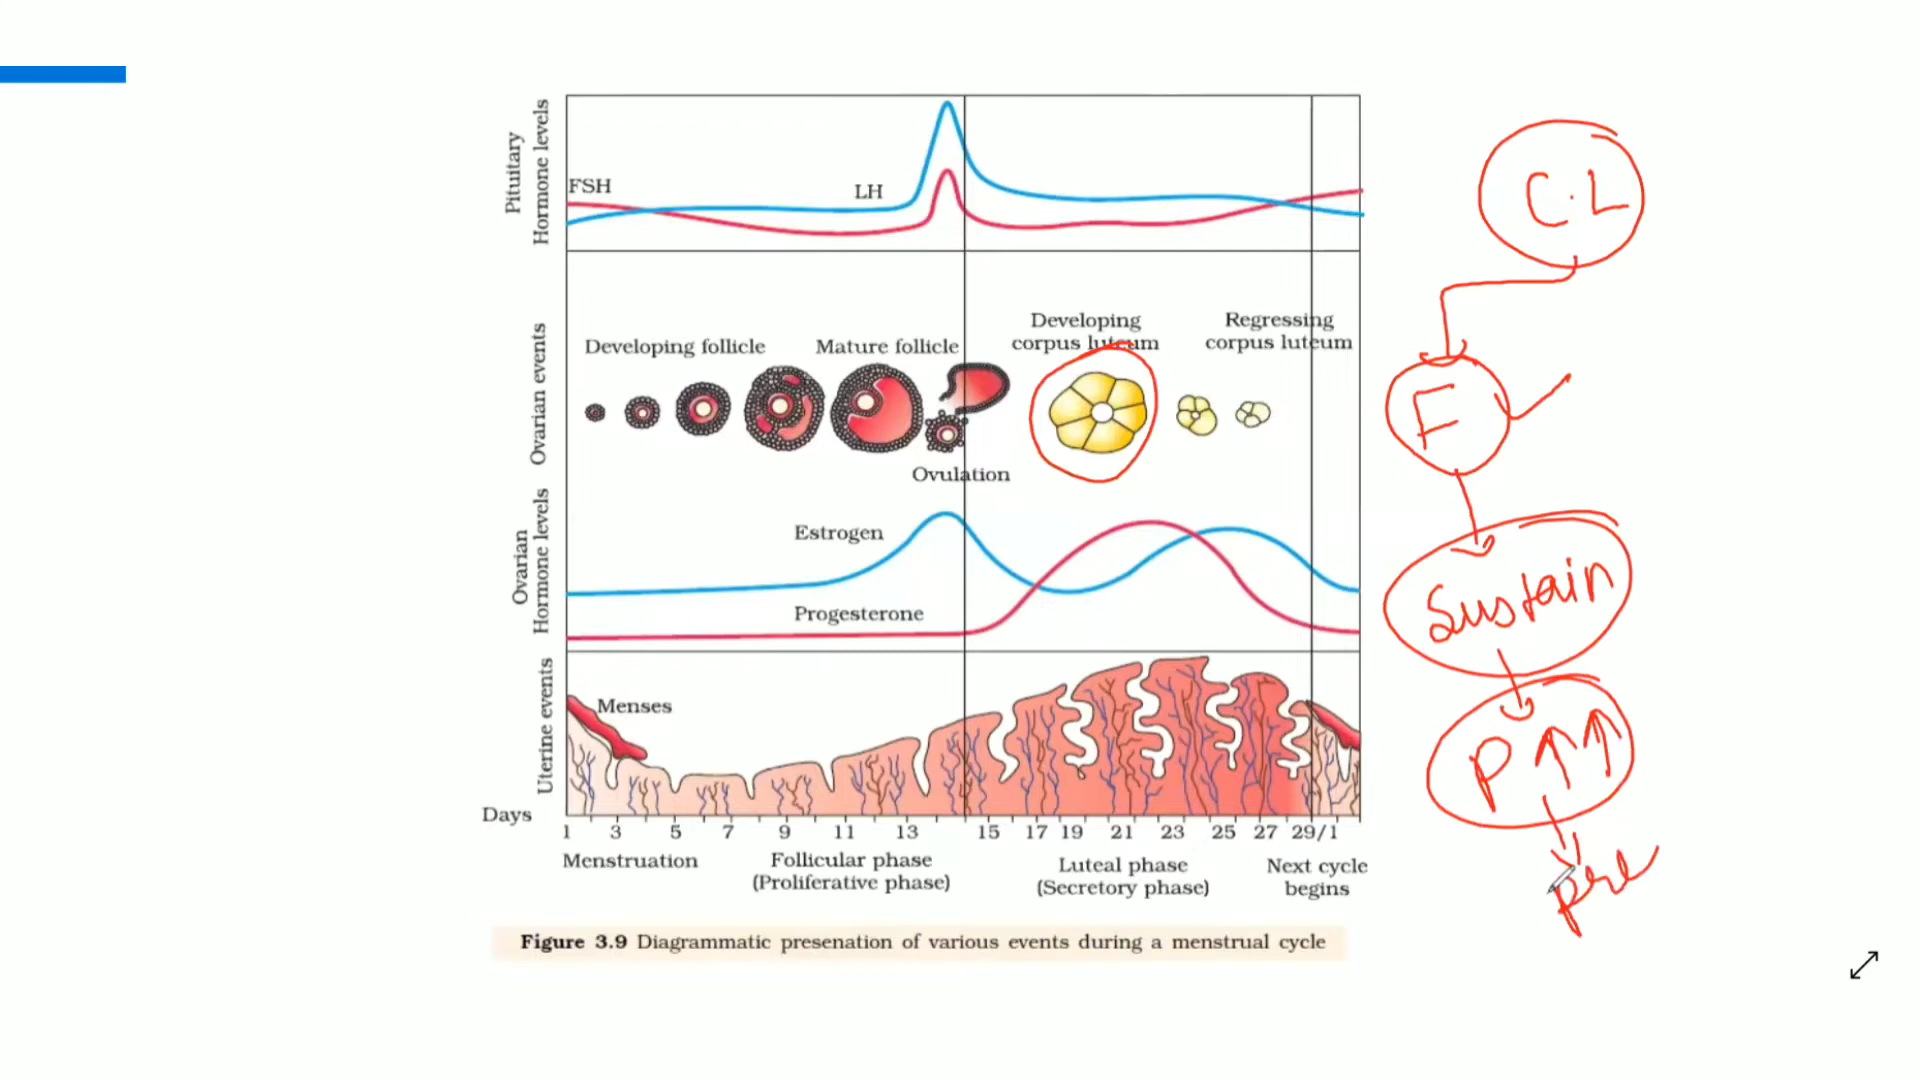 Pituitary
Hormone levels
FSH
LH
Ovarian events
Developing follicle
Mature follicle
Developing
corpus luteum
Regressing
corpus luteum
Ovulation
Ovarian
Hormone levels
Estrogen
Progesterone
Uterine events
Menses
Days
1 3 5 7 9 11 13 15 17 19 21 23 25 27 29/1
Menstruation
Follicular phase
(Proliferative phase)
Luteal phase
(Secretory phase)
Next cycle
begins
Figure 3.9 Diagrammatic presenation of various events during a menstrual cycle
C.L
F
Sustain
P ↑↑
pre